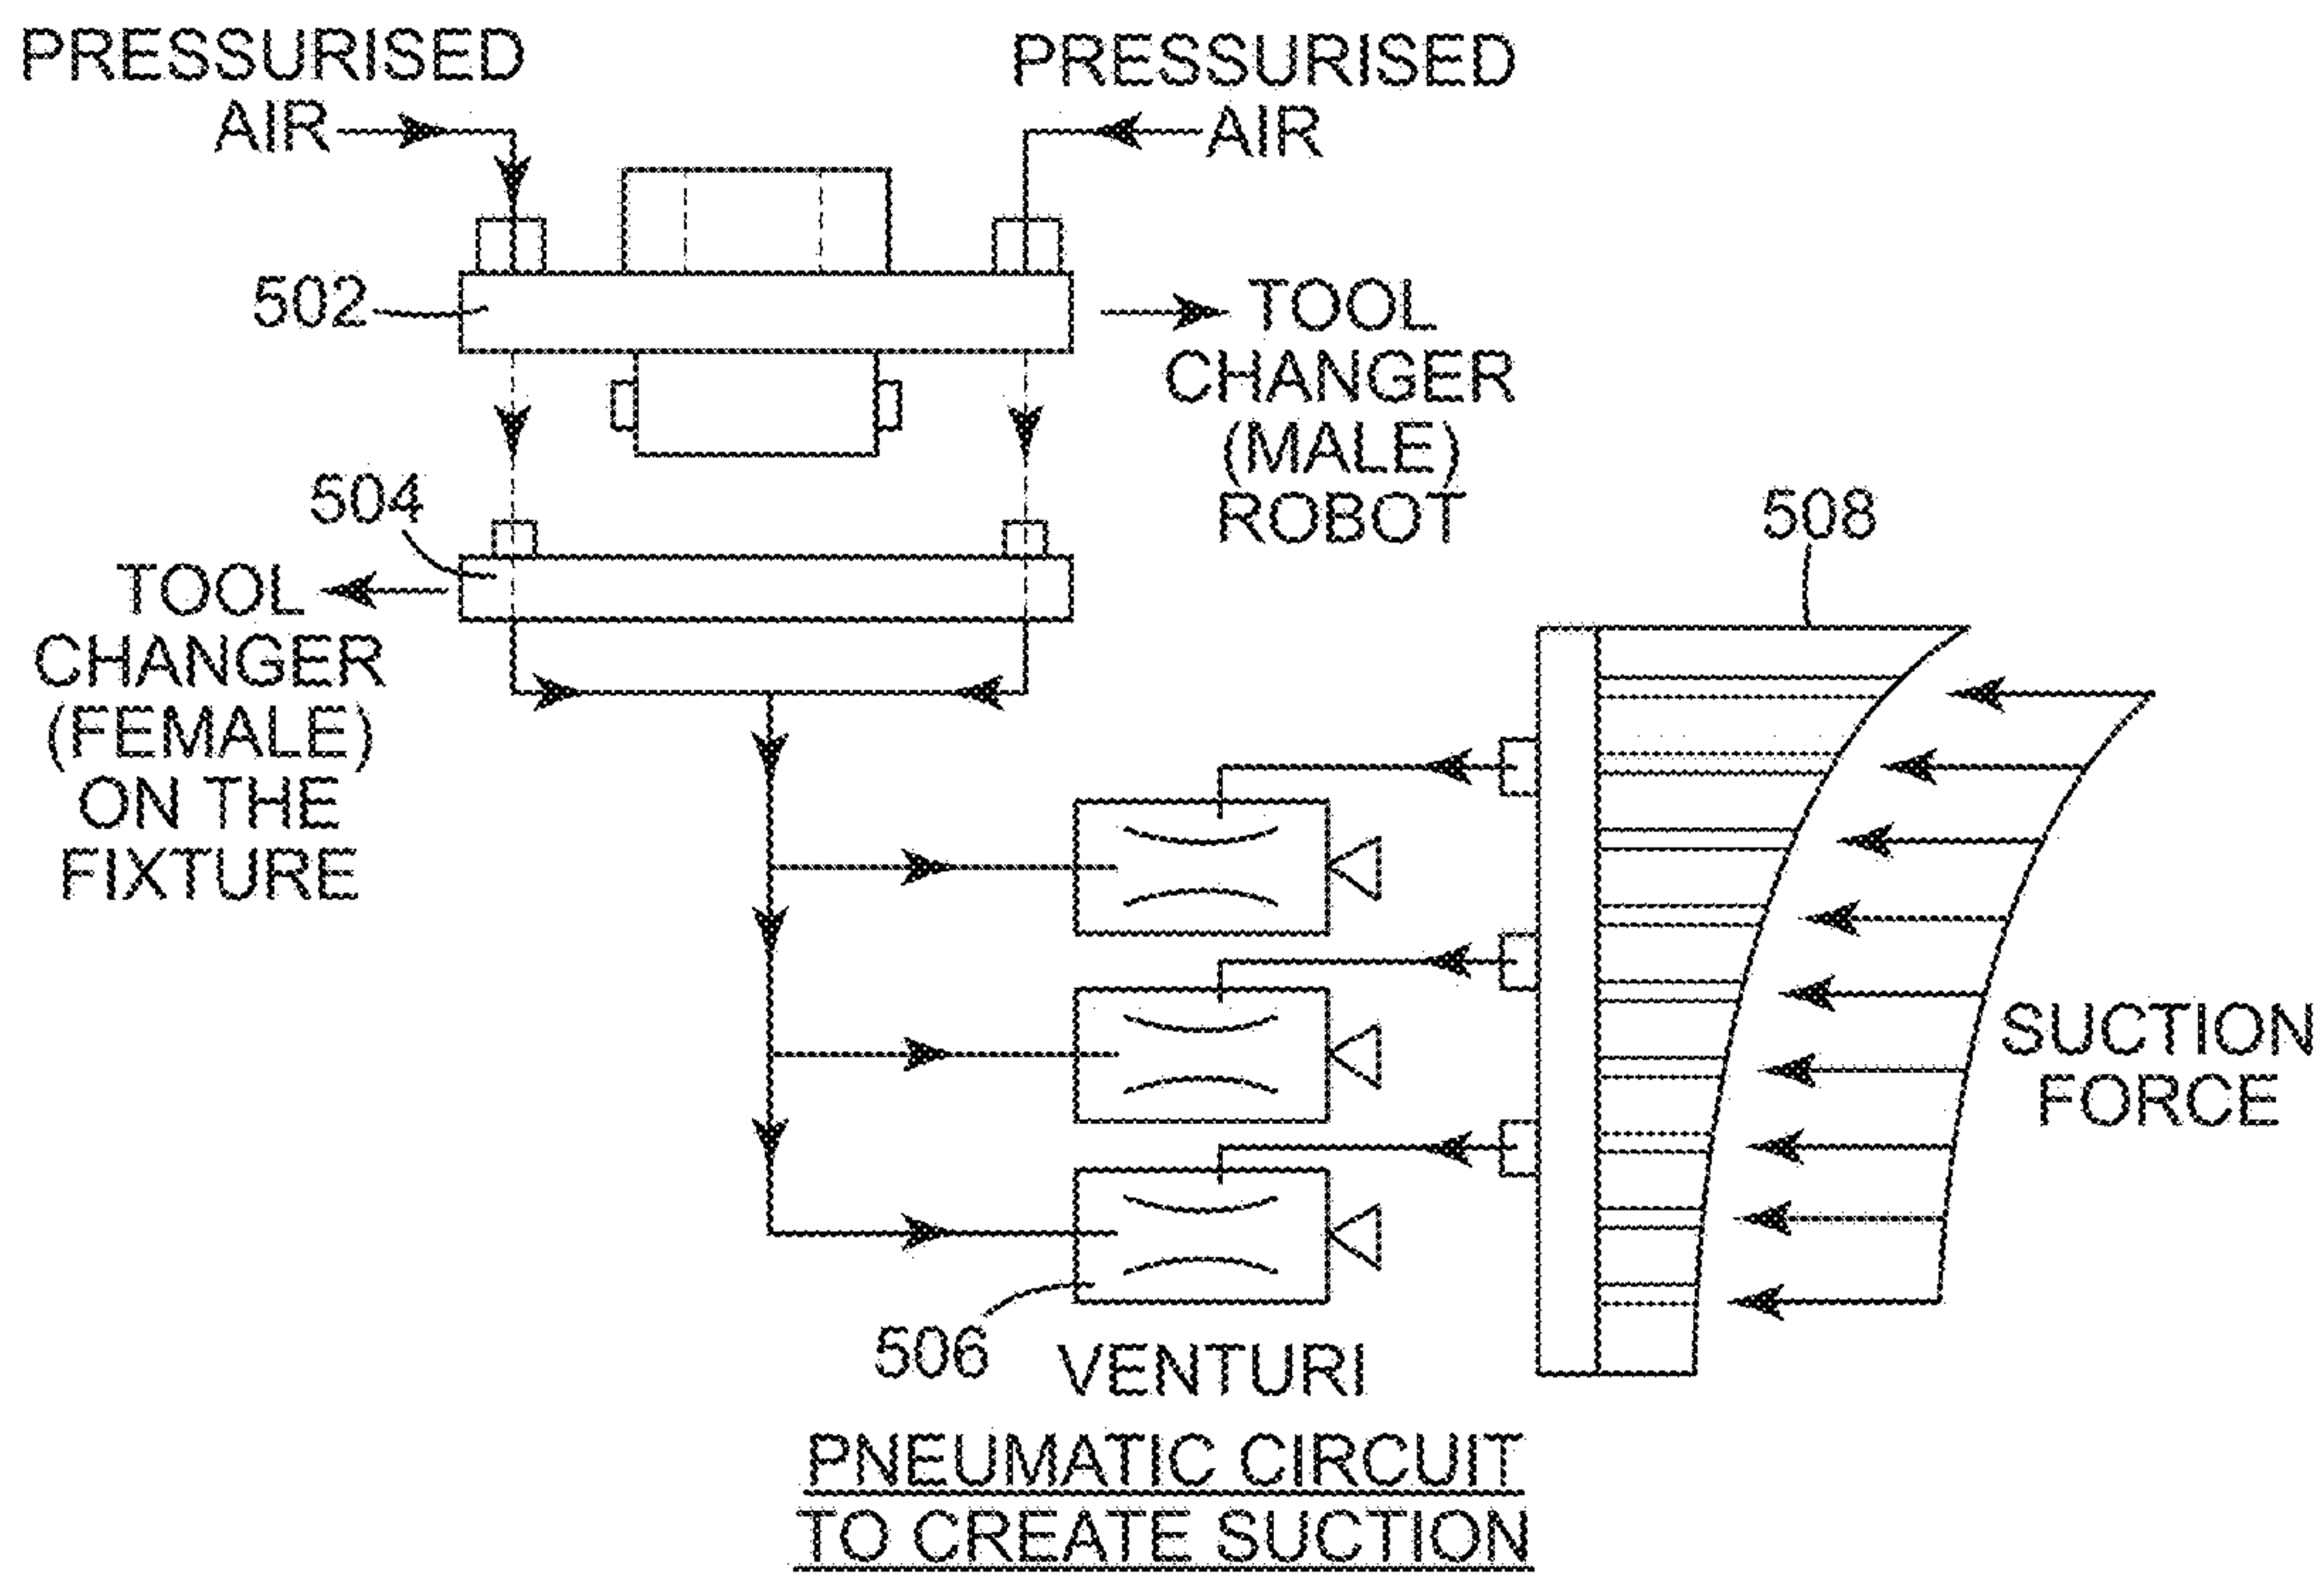 PRESSURISED
AIR
PRESSURISED
AIR
502
TOOL
CHANGER
(MALE)
ROBOT
504
TOOL
CHANGER
(FEMALE)
ON THE
FIXTURE
508
SUCTION
FORCE
506
VENTURI
PNEUMATIC CIRCUIT
TO CREATE SUCTION